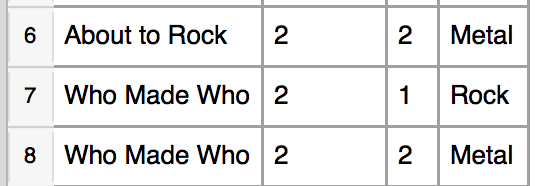 6 About to Rock 2 2 Metal
7 Who Made Who 2 1 Rock
8 Who Made Who 2 2 Metal